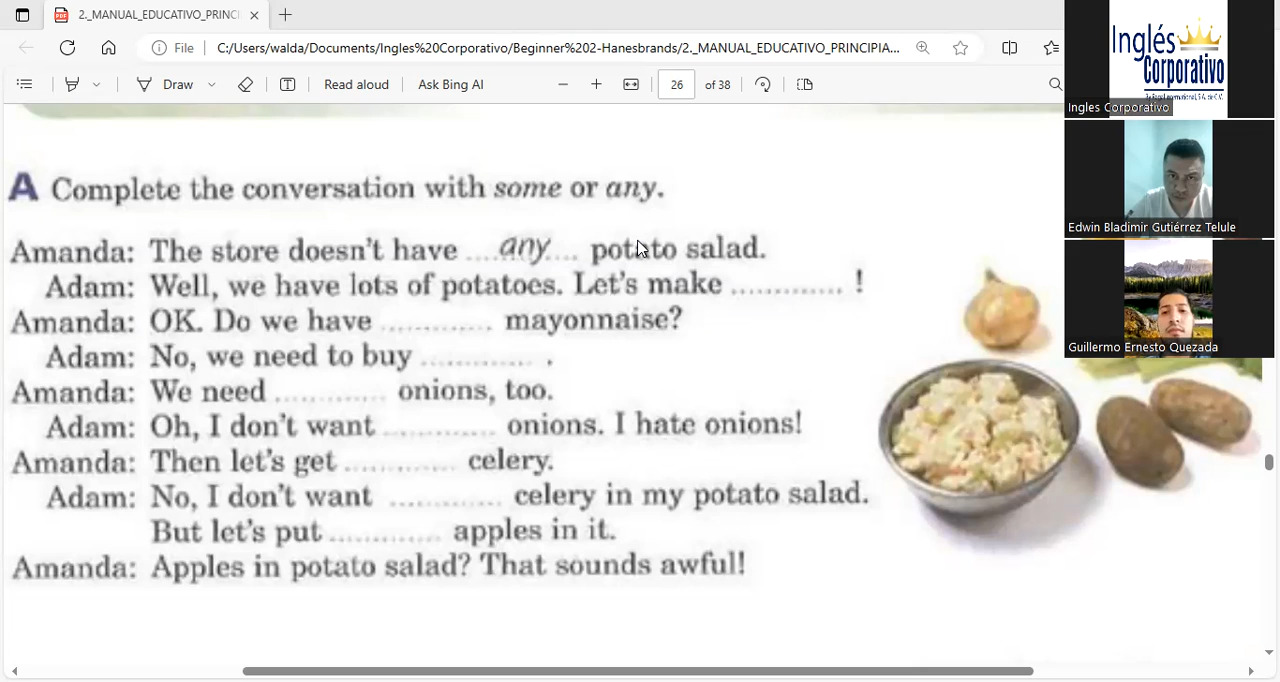 2._MANUAL_EDUCATIVO_PRINCI
File C:/Users/walda/Documents/Ingles%20Corporativo/Beginner%202-Hanesbrands/2._MANUAL_EDUCATIVO_PRINCIPIA...
Draw Read aloud Ask Bing AI 26 of 38
A Complete the conversation with some or any.
Amanda: The store doesn't have ....any.... potato salad.
Adam: Well, we have lots of potatoes. Let's make ............. !
Amanda: OK. Do we have ............. mayonnaise?
Adam: No, we need to buy ............. .
Amanda: We need ............. onions, too.
Adam: Oh, I don't want ............. onions. I hate onions!
Amanda: Then let's get ............. celery.
Adam: No, I don't want ............. celery in my potato salad.
But let's put ............. apples in it.
Amanda: Apples in potato salad? That sounds awful!
Inglés
Corporativo
Ingles Corporativo
Edwin Bladimir Gutiérrez Telule
Guillermo Ernesto Quezada